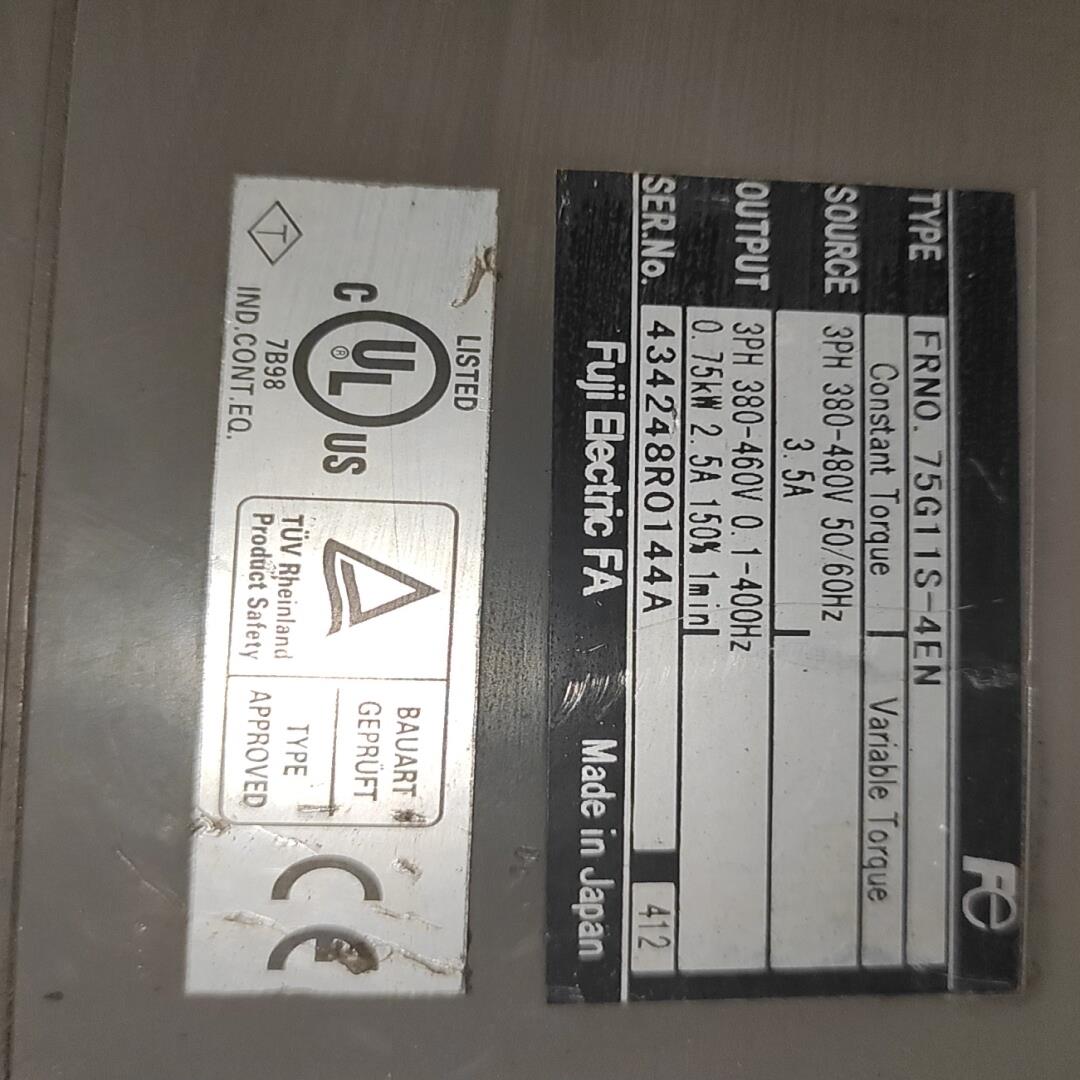 Fe
TYPE FRN0.75G11S-4EN
Constant Torque Variable Torque
SOURCE 3PH 380-480V 50/60Hz
3.5A
OUTPUT 3PH 380-460V 0.1-400Hz
0.75kW 2.5A 150% 1min
SER.No. 434248R0144A 412
Fuji Electric FA Made in Japan
LISTED
C UL ® US
7B98
IND.CONT.EQ.
T
TÜV Rheinland
Product Safety
BAUART
GEPRÜFT
TYPE
APPROVED
CE